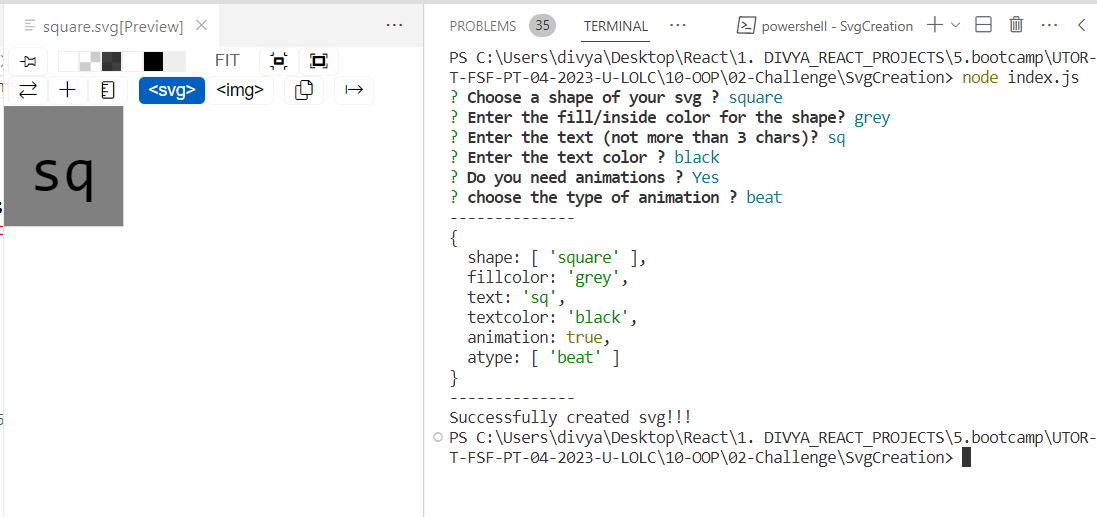 square.svg[Preview]
FIT
<svg>
<img>
sq
PROBLEMS 35 TERMINAL
powershell - SvgCreation
PS C:\Users\divya\Desktop\React\1. DIVYA_REACT_PROJECTS\5.bootcamp\UTOR-
T-FSF-PT-04-2023-U-LOLC\10-OOP\02-Challenge\SvgCreation> node index.js
? Choose a shape of your svg ? square
? Enter the fill/inside color for the shape? grey
? Enter the text (not more than 3 chars)? sq
? Enter the text color ? black
? Do you need animations ? Yes
? choose the type of animation ? beat
--------------
{
  shape: [ 'square' ],
  fillcolor: 'grey',
  text: 'sq',
  textcolor: 'black',
  animation: true,
  atype: [ 'beat' ]
}
--------------
Successfully created svg!!!
PS C:\Users\divya\Desktop\React\1. DIVYA_REACT_PROJECTS\5.bootcamp\UTOR-
T-FSF-PT-04-2023-U-LOLC\10-OOP\02-Challenge\SvgCreation>